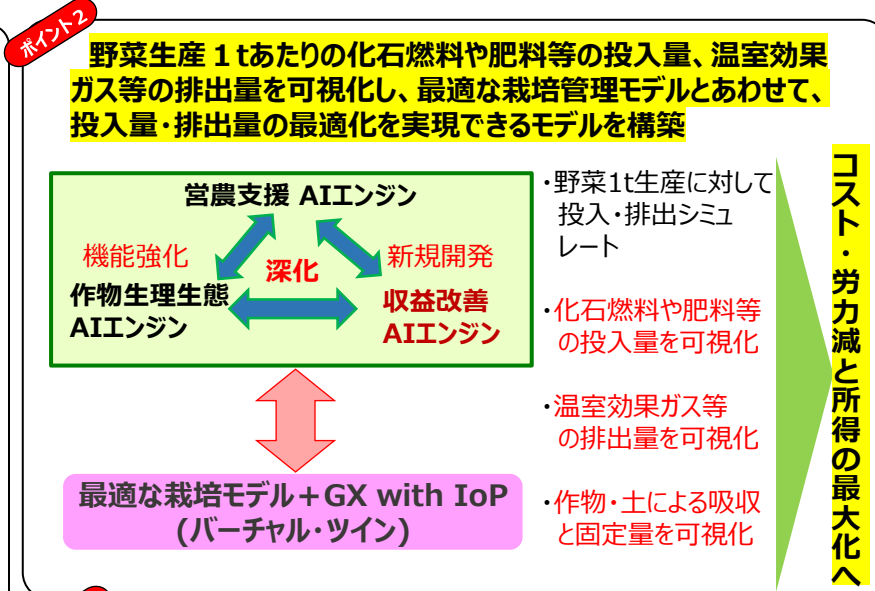 ポイント2
野菜生産1tあたりの化石燃料や肥料等の投入量、温室効果
ガス等の排出量を可視化し、最適な栽培管理モデルとあわせて、
投入量・排出量の最適化を実現できるモデルを構築
営農支援 AIエンジン
機能強化
深化
新規開発
作物生理生態
AIエンジン
収益改善
AIエンジン
最適な栽培モデル+GX with IoP
(バーチャル・ツイン)
・野菜1t生産に対して
投入・排出シミュ
レート
・化石燃料や肥料等
の投入量を可視化
・温室効果ガス等
の排出量を可視化
・作物・土による吸収
と固定量を可視化
コスト・労力減と所得の最大化へ